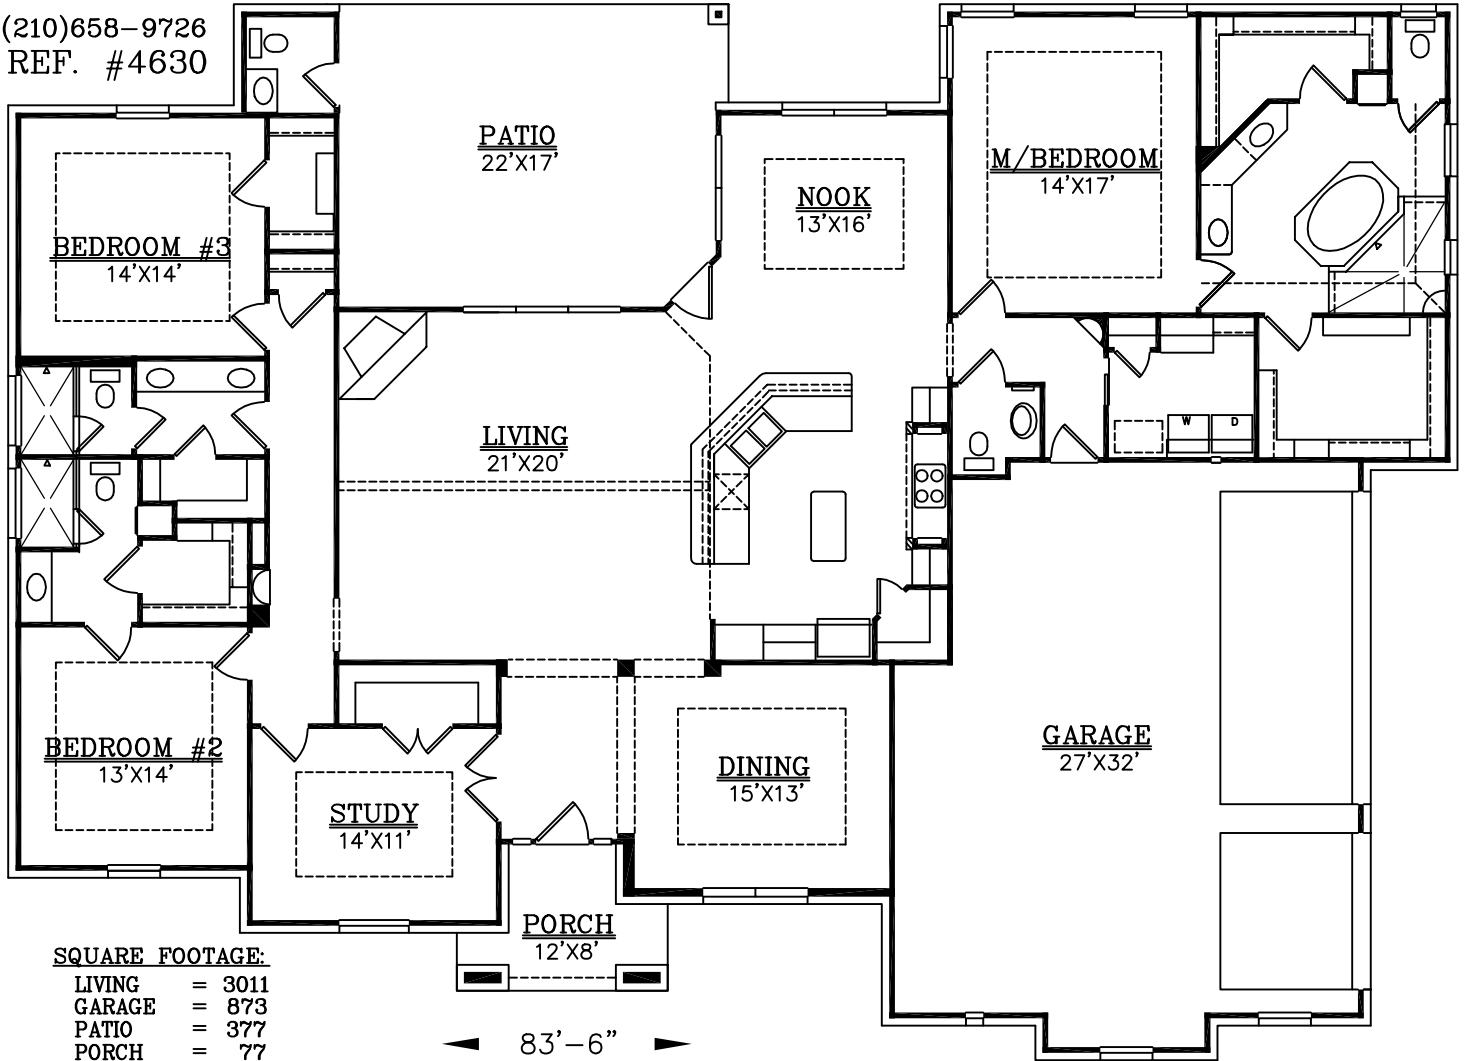 (210)658-9726
REF. #4630
PATIO
22'X17'
NOOK
13'X16'
M/BEDROOM
14'X17'
BEDROOM #3
14'X14'
LIVING
21'X20'
W D
BEDROOM #2
13'X14'
STUDY
14'X11'
DINING
15'X13'
GARAGE
27'X32'
PORCH
12'X8'
SQUARE FOOTAGE:
LIVING = 3011
GARAGE = 873
PATIO = 377
PORCH = 77
83'-6"